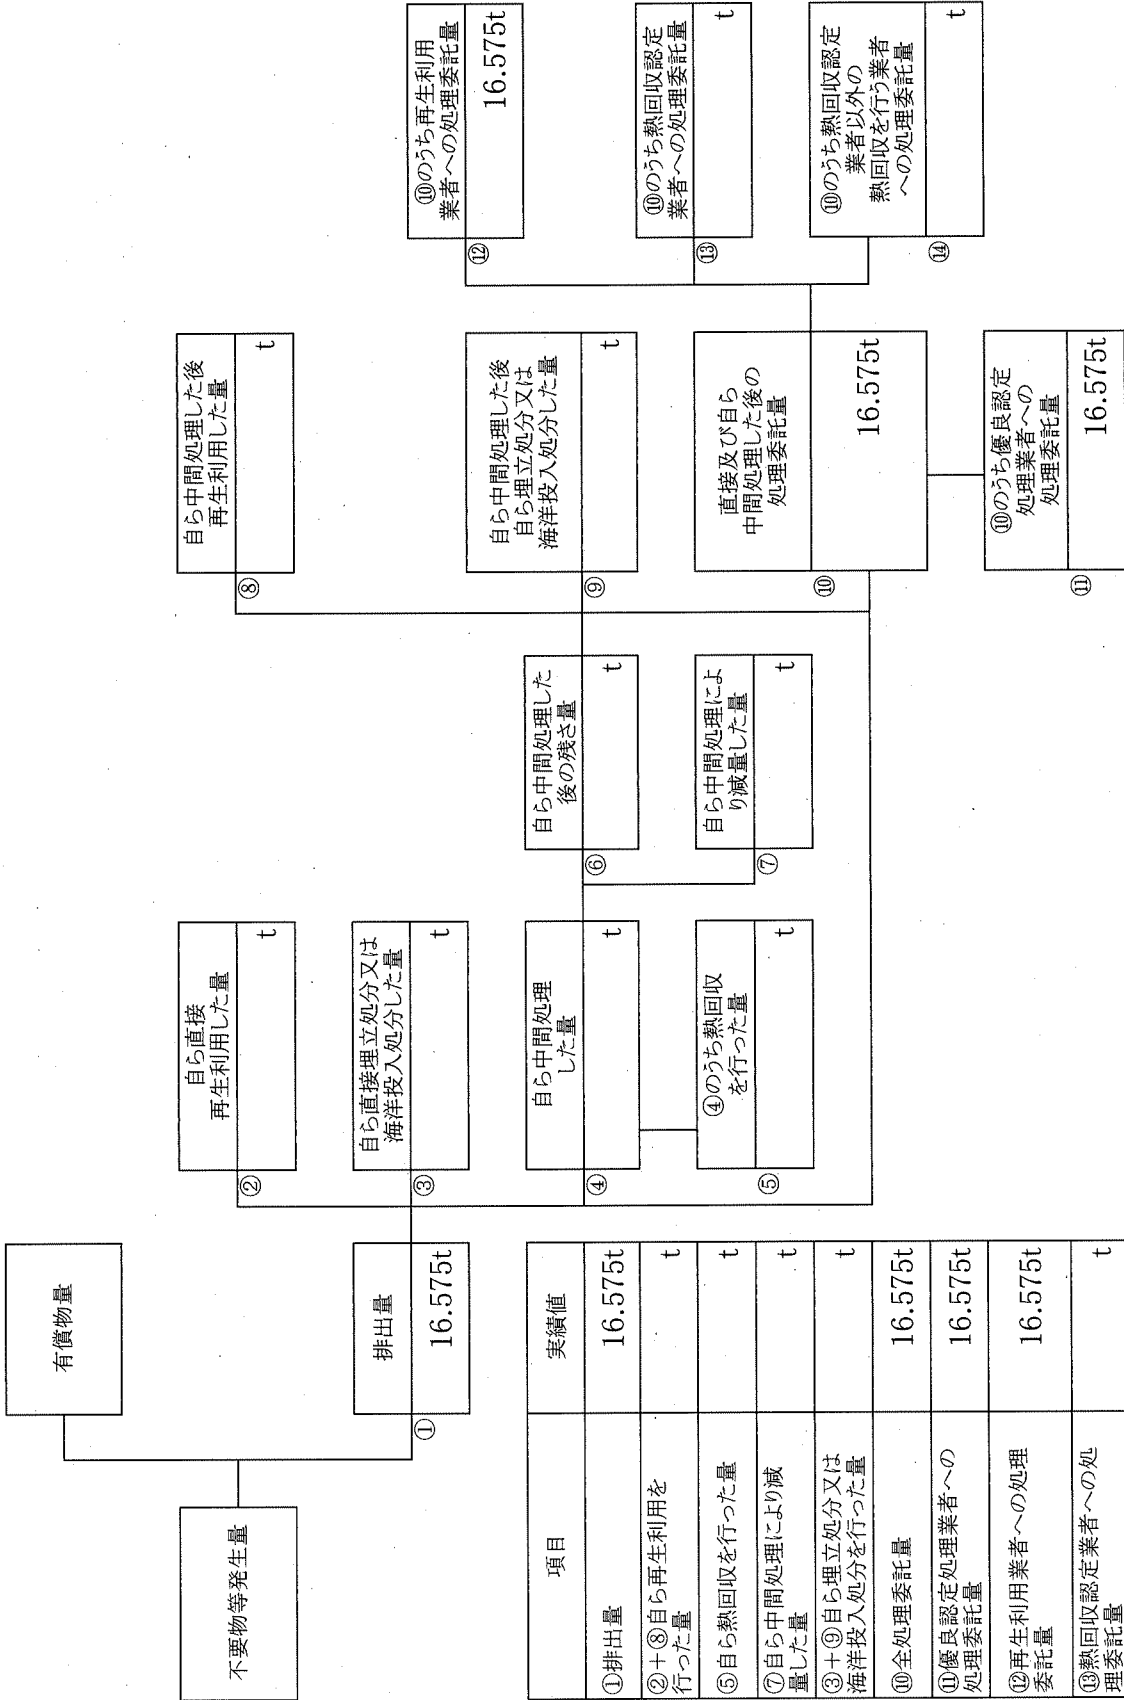 不要物等発生量
有償物量
排出量
①
16.575t
自ら直接
再生利用した量
②
t
自ら直接埋立処分又は
海洋投入処分した量
③
t
自ら中間処理
した量
④
t
④のうち熱回収
を行った量
⑤
t
自ら中間処理した
後の残さ量
⑥
t
自ら中間処理によ
り減量した量
⑦
t
自ら中間処理した後
再生利用した量
⑧
t
自ら中間処理した後
自ら埋立処分又は
海洋投入処分した量
⑨
t
直接及び自ら
中間処理した後の
処理委託量
⑩
16.575t
⑩のうち優良認定
処理業者への
処理委託量
⑪
16.575t
⑩のうち再生利用
業者への処理委託量
⑫
16.575t
⑩のうち熱回収認定
業者への処理委託量
⑬
t
⑩のうち熱回収認定
業者以外の
熱回収を行う業者
への処理委託量
⑭
t
項目 実績値
①排出量 16.575t
②+⑧自ら再生利用を
行った量 t
⑤自ら熱回収を行った量 t
⑦自ら中間処理により減
量した量 t
③+⑨自ら埋立処分又は
海洋投入処分を行った量 t
⑩全処理委託量 16.575t
⑪優良認定処理業者への
処理委託量 16.575t
⑫再生利用業者への処理
委託量 16.575t
⑬熱回収認定業者への処
理委託量 t